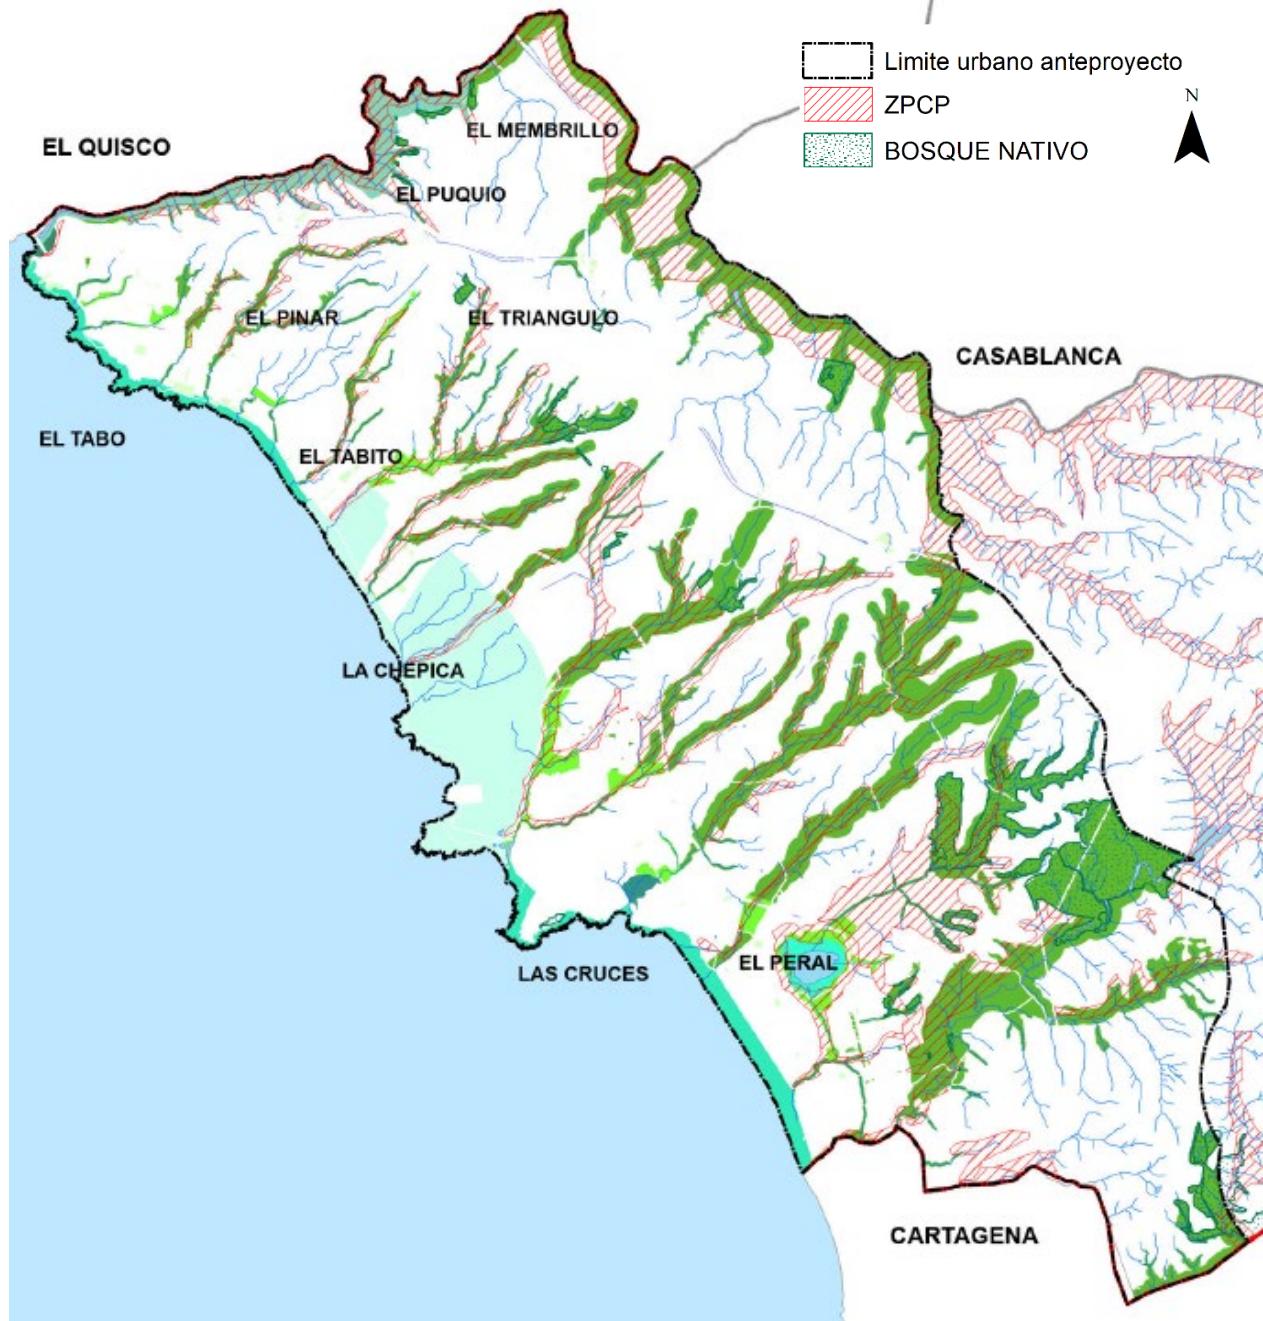 Limite urbano anteproyecto
ZPCP
N
BOSQUE NATIVO
EL MEMBRILLO
EL QUISCO
EL PUQUIO
EL PINAR
EL TRIANGULO
CASABLANCA
EL TABO
EL TABITO
LA CHEPICA
EL PERAL
LAS CRUCES
CARTAGENA